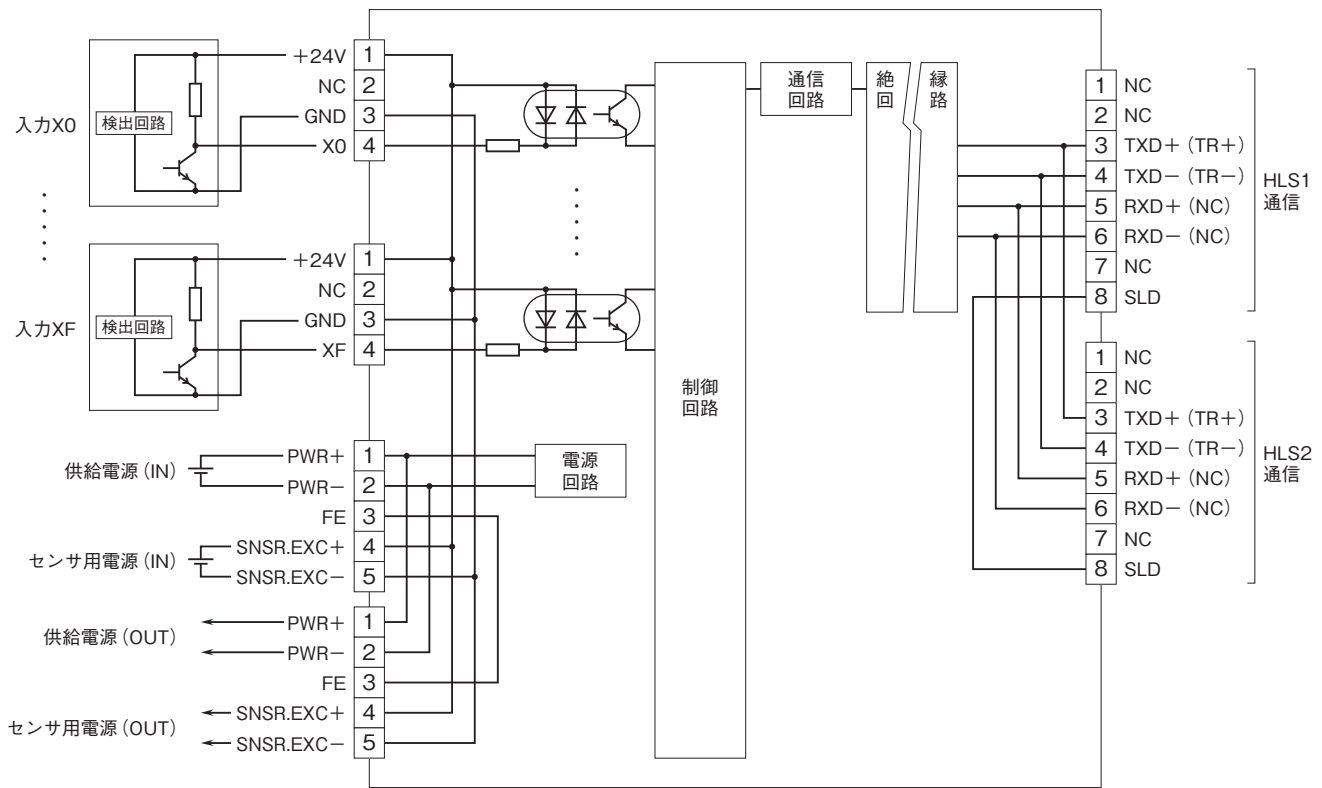 入力X0
検出回路
+24V 1
NC 2
GND 3
X0 4
入力XF
検出回路
+24V 1
NC 2
GND 3
XF 4
供給電源(IN)
PWR+ 1
PWR− 2
FE 3
センサ用電源(IN)
SNSR.EXC+ 4
SNSR.EXC− 5
供給電源(OUT)
PWR+ 1
PWR− 2
FE 3
センサ用電源(OUT)
SNSR.EXC+ 4
SNSR.EXC− 5
電源
回路
制御
回路
通信
回路
絶縁
回路
1 NC
2 NC
3 TXD+(TR+)
4 TXD−(TR−)
5 RXD+(NC)
6 RXD−(NC)
7 NC
8 SLD
HLS1
通信
1 NC
2 NC
3 TXD+(TR+)
4 TXD−(TR−)
5 RXD+(NC)
6 RXD−(NC)
7 NC
8 SLD
HLS2
通信